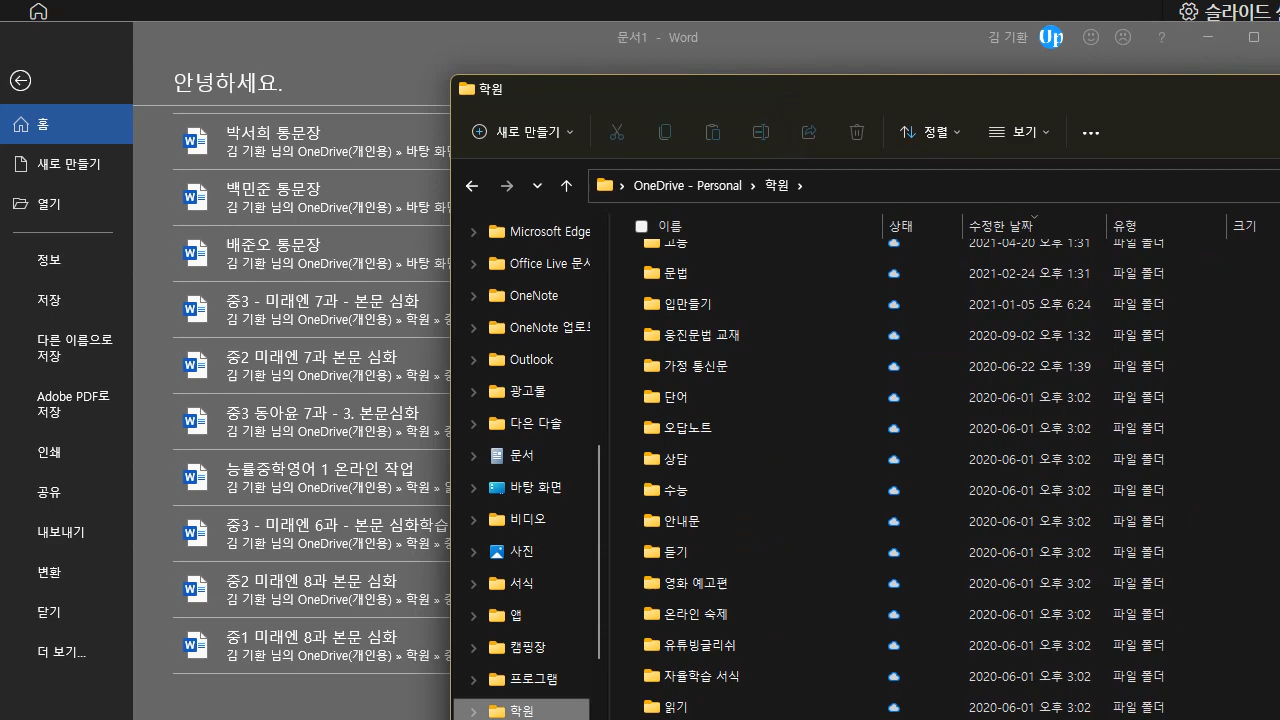 슬라이드
문서1 - Word
김 기환
Up
?
안녕하세요.
홈
새로 만들기
열기
정보
저장
다른 이름으로
저장
Adobe PDF로
저장
인쇄
공유
내보내기
변환
닫기
더 보기...
박서희 통문장
김 기환 님의 OneDrive(개인용) » 바탕 화면
백민준 통문장
김 기환 님의 OneDrive(개인용) » 바탕 화면
배준오 통문장
김 기환 님의 OneDrive(개인용) » 바탕 화면
중3 - 미래엔 7과 - 본문 심화
김 기환 님의 OneDrive(개인용) » 학원 »
중2 미래엔 7과 본문 심화
김 기환 님의 OneDrive(개인용) » 학원 »
중3 동아윤 7과 - 3. 본문심화
김 기환 님의 OneDrive(개인용) » 학원 »
능률중학영어 1 온라인 작업
김 기환 님의 OneDrive(개인용) » 학원 »
중3 - 미래엔 6과 - 본문 심화학습
김 기환 님의 OneDrive(개인용) » 학원 »
중2 미래엔 8과 본문 심화
김 기환 님의 OneDrive(개인용) » 학원 »
중1 미래엔 8과 본문 심화
김 기환 님의 OneDrive(개인용) » 학원 »
학원
새로 만들기
정렬
보기
OneDrive - Personal > 학원 >
Microsoft Edge
Office Live 문서
OneNote
OneNote 업로드
Outlook
광고물
다은 다솔
문서
바탕 화면
비디오
사진
서식
앱
캠핑장
프로그램
학원
이름 상태 수정한 날짜 유형 크기
고등 2021-04-20 오후 1:31 파일 폴더
문법 2021-02-24 오후 1:31 파일 폴더
입만들기 2021-01-05 오후 6:24 파일 폴더
웅진문법 교재 2020-09-02 오후 1:32 파일 폴더
가정 통신문 2020-06-22 오후 1:39 파일 폴더
단어 2020-06-01 오후 3:02 파일 폴더
오답노트 2020-06-01 오후 3:02 파일 폴더
상담 2020-06-01 오후 3:02 파일 폴더
수능 2020-06-01 오후 3:02 파일 폴더
안내문 2020-06-01 오후 3:02 파일 폴더
듣기 2020-06-01 오후 3:02 파일 폴더
영화 예고편 2020-06-01 오후 3:02 파일 폴더
온라인 숙제 2020-06-01 오후 3:02 파일 폴더
유튜빙글리쉬 2020-06-01 오후 3:02 파일 폴더
자율학습 서식 2020-06-01 오후 3:02 파일 폴더
읽기 2020-06-01 오후 3:02 파일 폴더